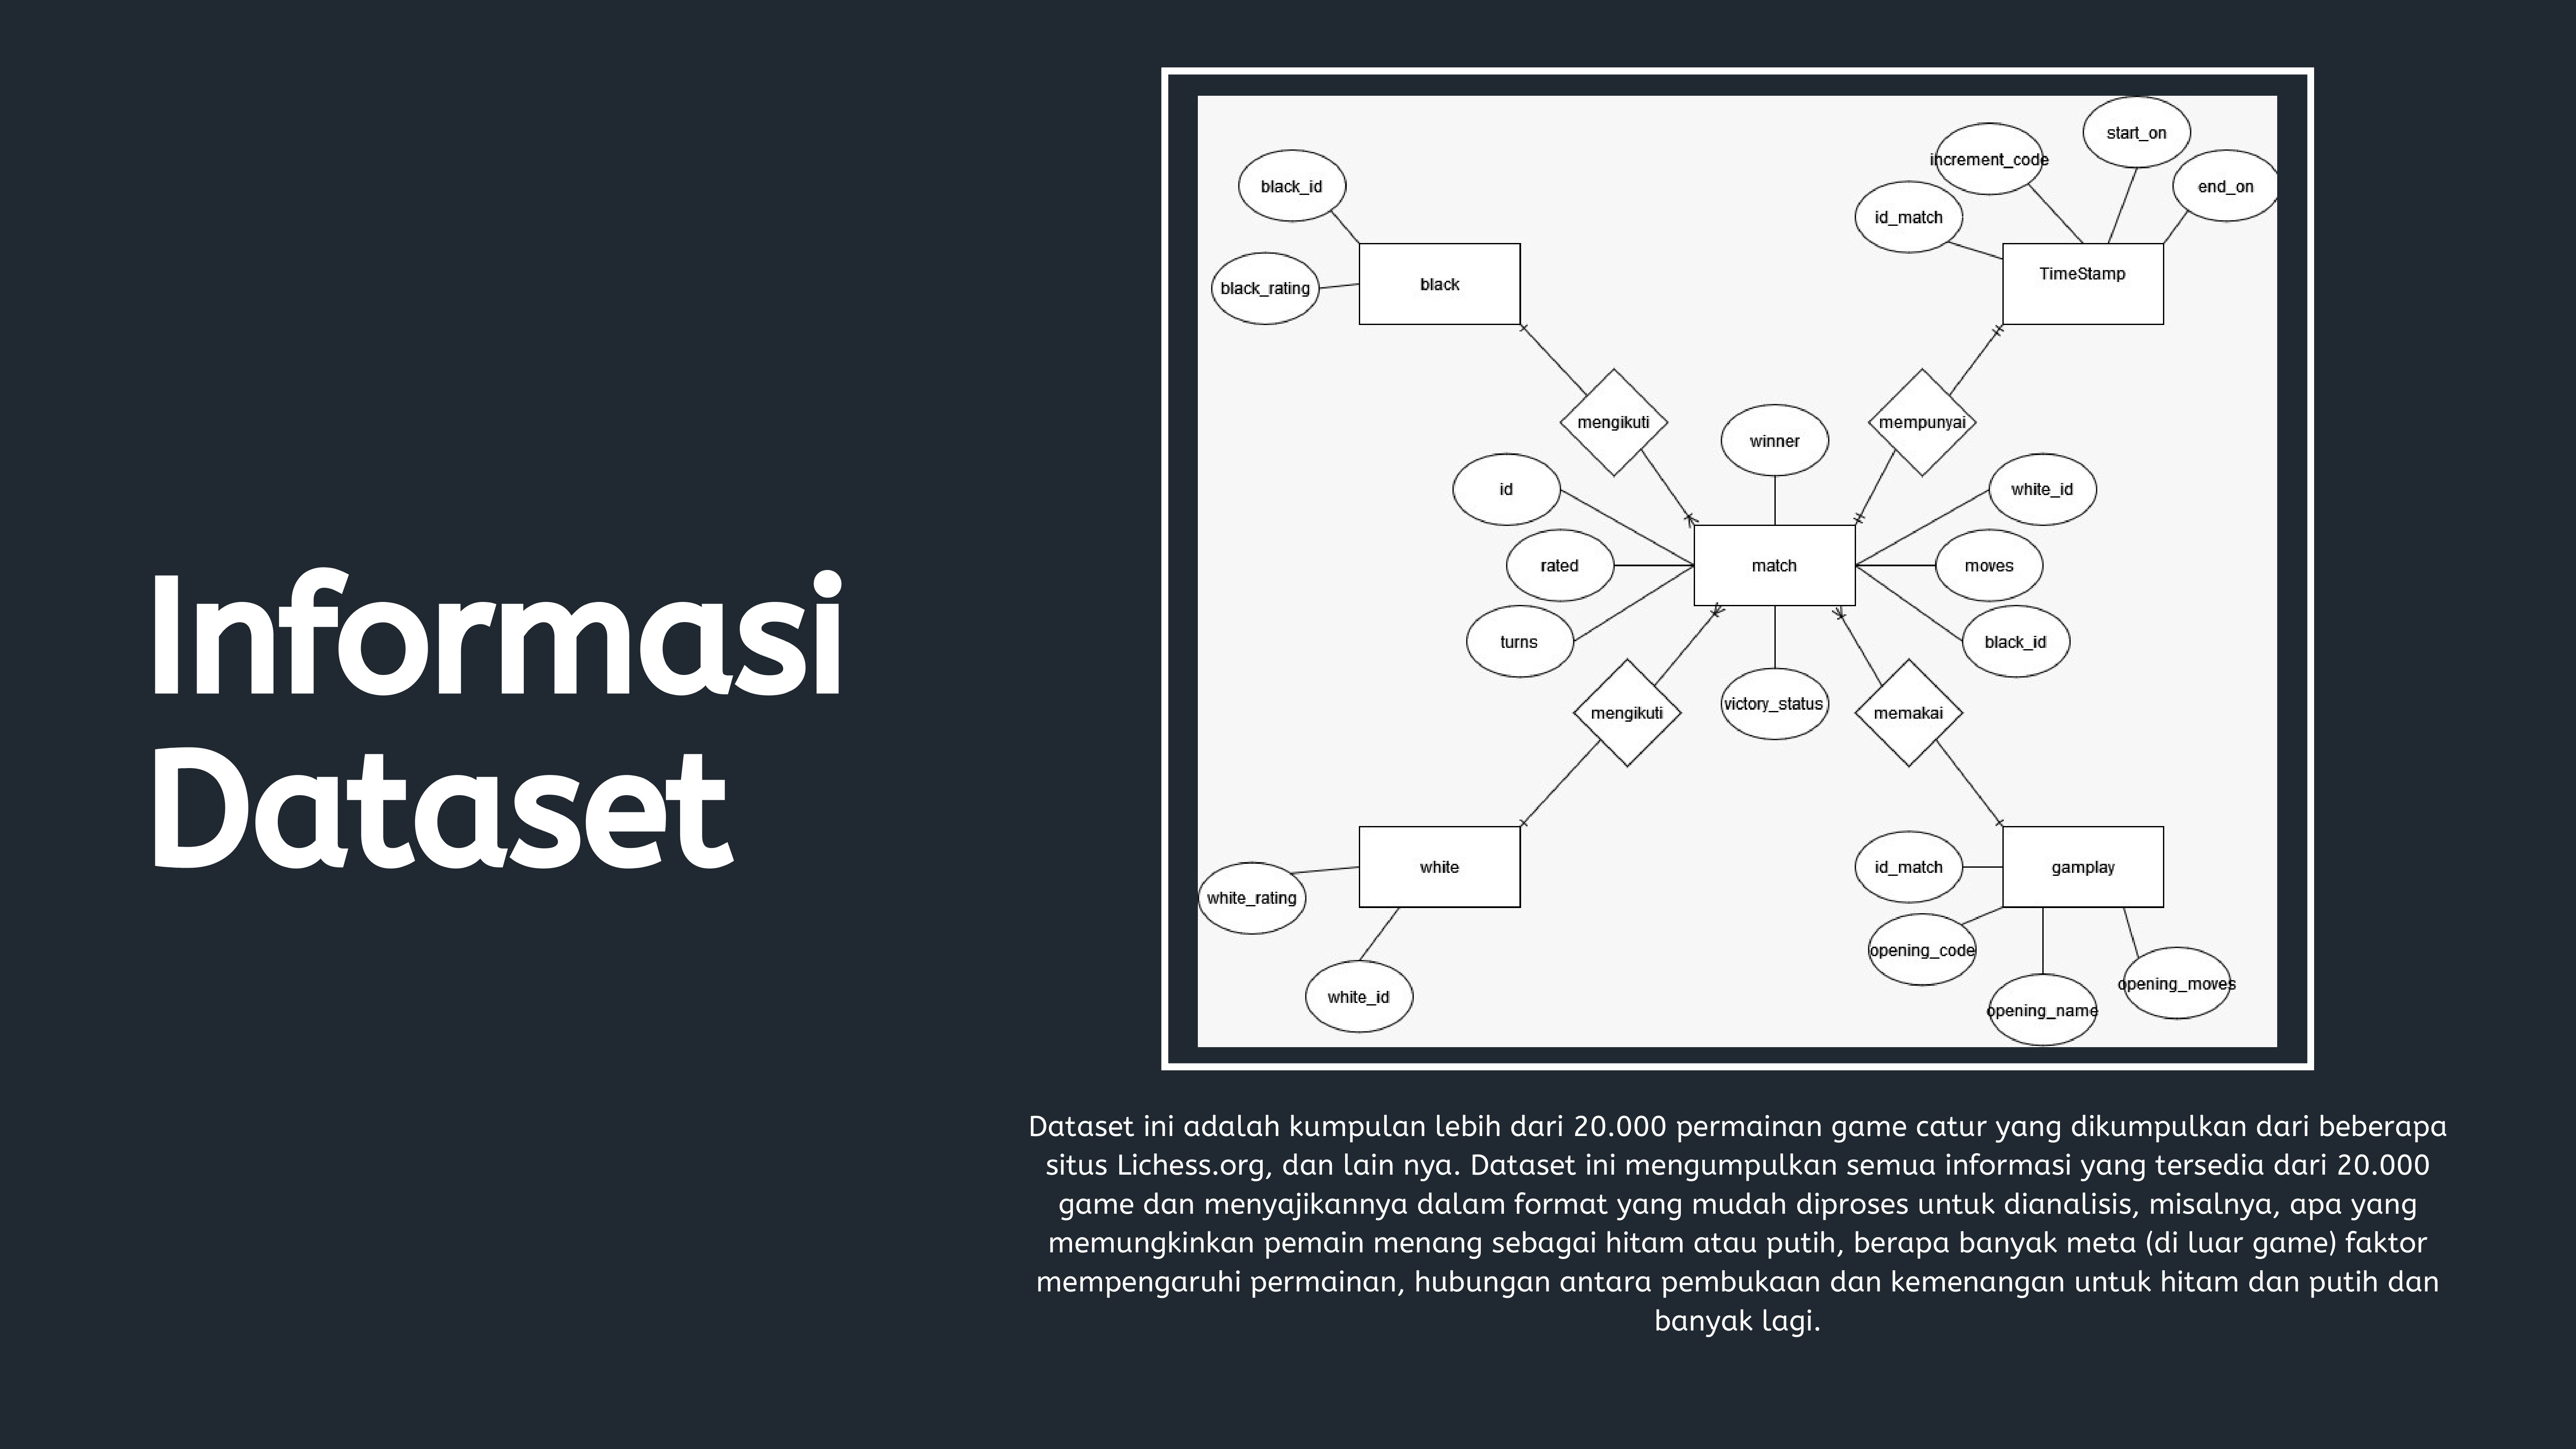 Informasi
Dataset
start_on
increment_code
black_id
end_on
id_match
TimeStamp
black
black_rating
mengikuti
mempunyai
winner
id
white_id
rated
match
moves
turns
black_id
victory_status
mengikuti
memakai
white
id_match
gamplay
white_rating
opening_code
opening_moves
white_id
opening_name
Dataset ini adalah kumpulan lebih dari 20.000 permainan game catur yang dikumpulkan dari beberapa
situs Lichess.org, dan lain nya. Dataset ini mengumpulkan semua informasi yang tersedia dari 20.000
game dan menyajikannya dalam format yang mudah diproses untuk dianalisis, misalnya, apa yang
memungkinkan pemain menang sebagai hitam atau putih, berapa banyak meta (di luar game) faktor
mempengaruhi permainan, hubungan antara pembukaan dan kemenangan untuk hitam dan putih dan
banyak lagi.